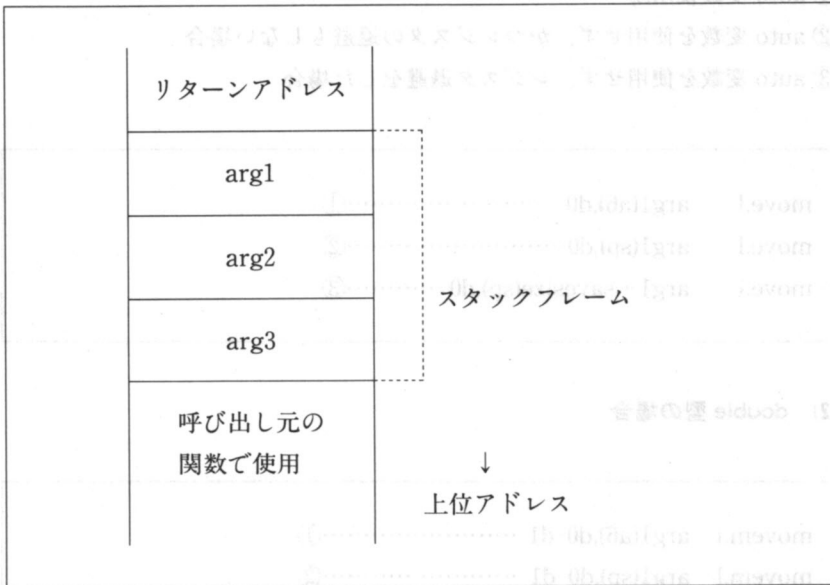 リターンアドレス
arg1
arg2
arg3
スタックフレーム
呼び出し元の
関数で使用
↓
上位アドレス